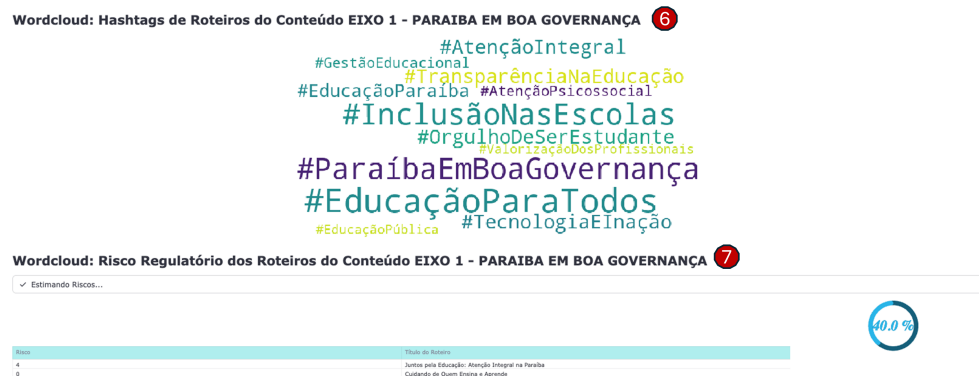 Wordcloud: Hashtags de Roteiros do Conteúdo EIXO 1 - PARAIBA EM BOA GOVERNANÇA 6
#AtençãoIntegral
#GestãoEducacional
#TransparênciaNaEducação
#EducaçãoParaíba #AtençãoPsicossocial
#InclusãoNasEscolas
#OrgulhoDeSerEstudante
#ValorizaçãoDosProfissionais
#ParaíbaEmBoaGovernança
#EducaçãoParaTodos
#TecnologiaEInação
#EducaçãoPública
Wordcloud: Risco Regulatório dos Roteiros do Conteúdo EIXO 1 - PARAIBA EM BOA GOVERNANÇA 7
Estimando Riscos...
40.0 %
Risco Título do Roteiro
4 Juntos pela Educação: Atenção Integral na Paraíba
0 Cuidando de Quem Ensina e Aprende